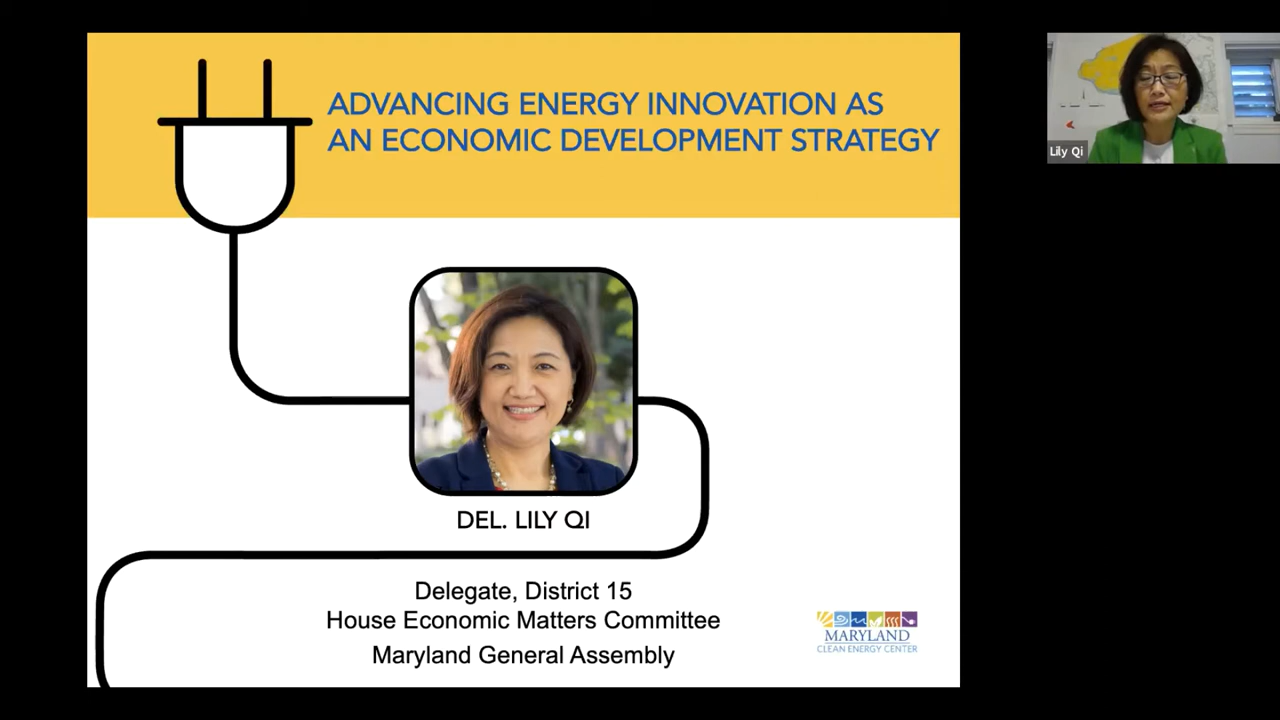 ADVANCING ENERGY INNOVATION AS
AN ECONOMIC DEVELOPMENT STRATEGY
Lily Qi
DEL. LILY QI
Delegate, District 15
House Economic Matters Committee
Maryland General Assembly
MARYLAND
CLEAN ENERGY CENTER